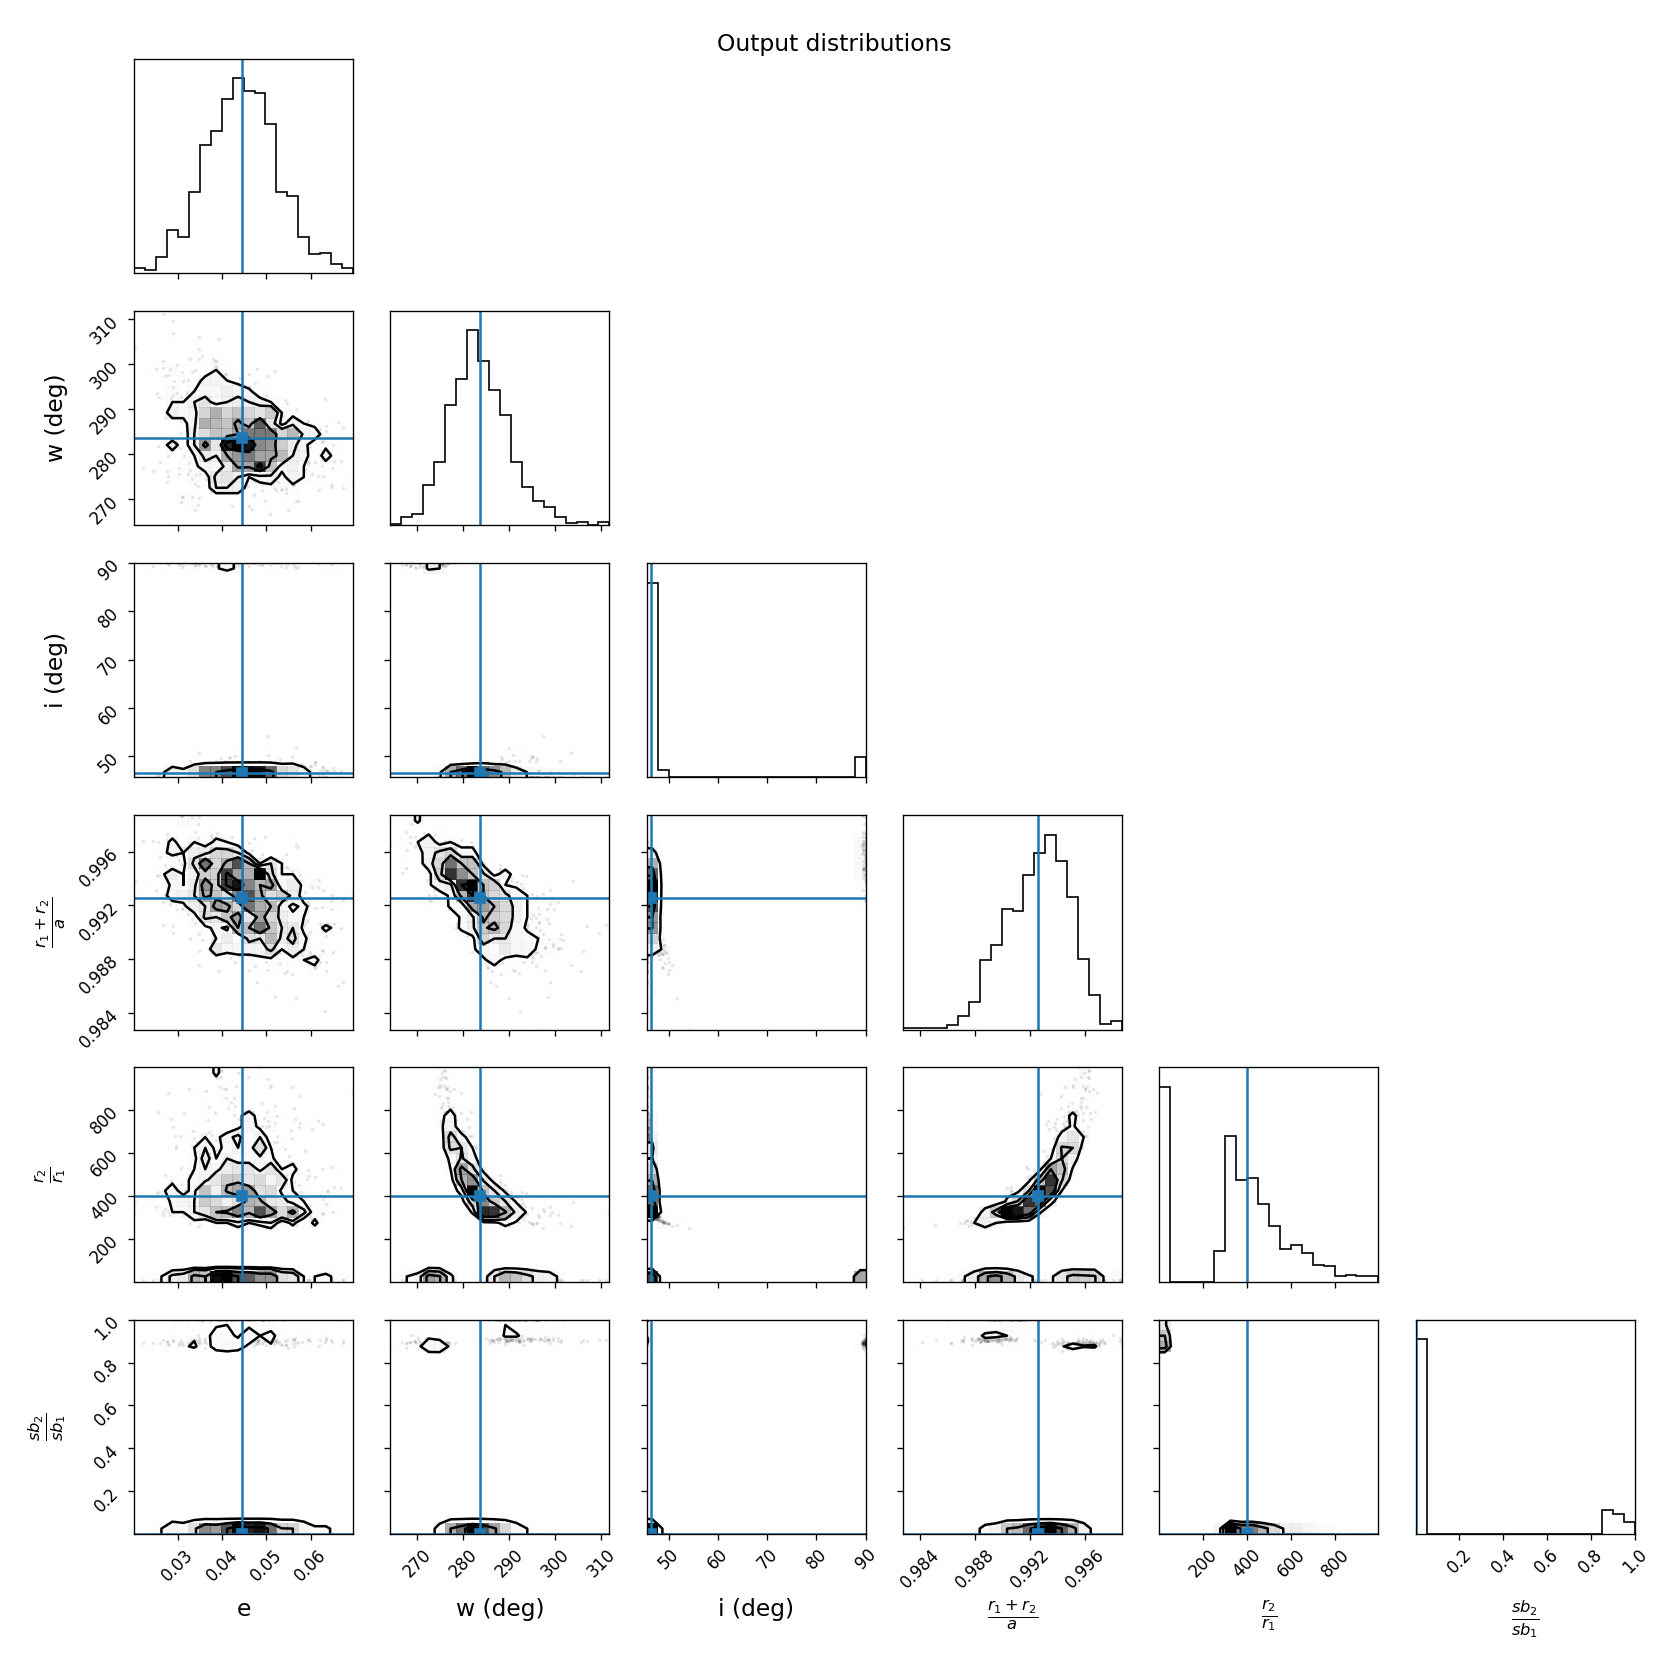 Output distributions
w (deg)
310
300
290
280
270
i (deg)
90
80
70
60
50
r₁ + r₂
a
0.996
0.992
0.988
0.984
r₂
r₁
800
600
400
200
sb₂
sb₁
1.0
0.8
0.6
0.4
0.2
0.03 0.04 0.05 0.06 270 280 290 300 310 50 60 70 80 90 0.984 0.988 0.992 0.996 200 400 600 800 0.2 0.4 0.6 0.8 1.0
e w (deg) i (deg) r₁ + r₂ r₂ sb₂
a r₁ sb₁